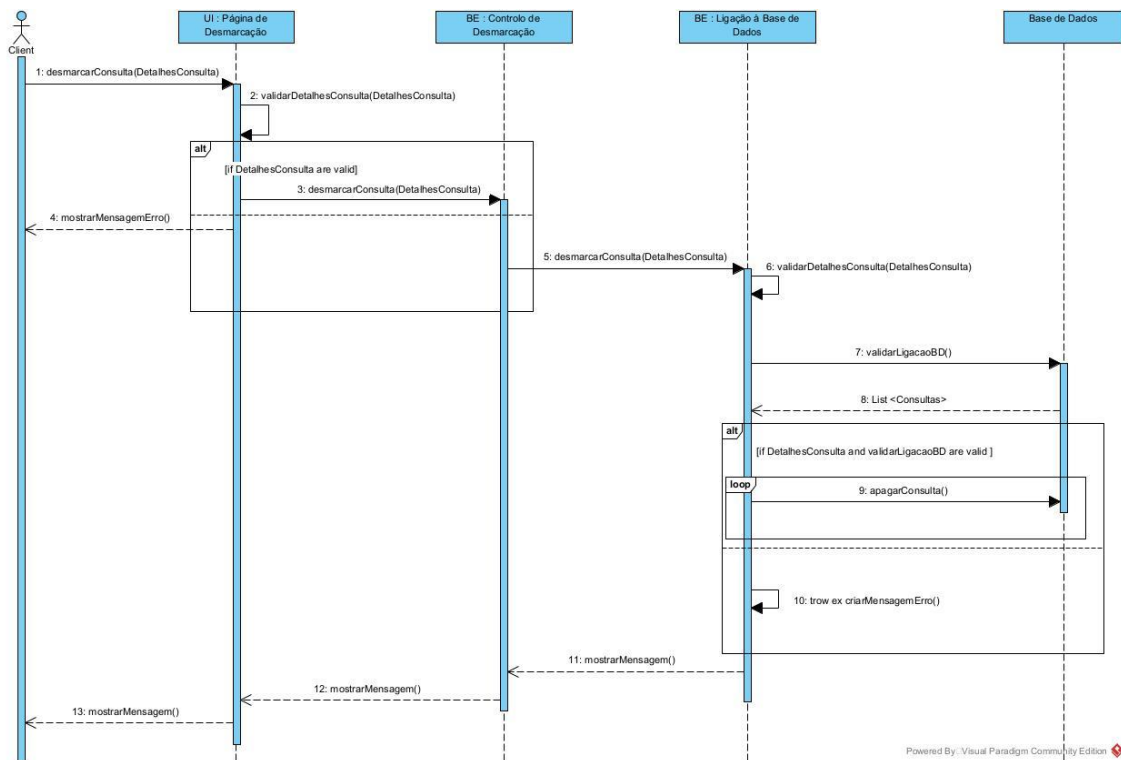 UI : Página de
Desmarcação
BE : Controlo de
Desmarcação
BE : Ligação à Base de
Dados
Base de Dados
Client
1: desmarcarConsulta(DetalhesConsulta)
2: validarDetalhesConsulta(DetalhesConsulta)
alt
[if DetalhesConsulta are valid]
3: desmarcarConsulta(DetalhesConsulta)
4: mostrarMensagemErro()
5: desmarcarConsulta(DetalhesConsulta)
6: validarDetalhesConsulta(DetalhesConsulta)
7: validarLigacaoBD()
8: List <Consultas>
alt
[if DetalhesConsulta and validarLigacaoBD are valid ]
loop
9: apagarConsulta()
10: trow ex criarMensagemErro()
11: mostrarMensagem()
12: mostrarMensagem()
13: mostrarMensagem()
Powered By Visual Paradigm Community Edition